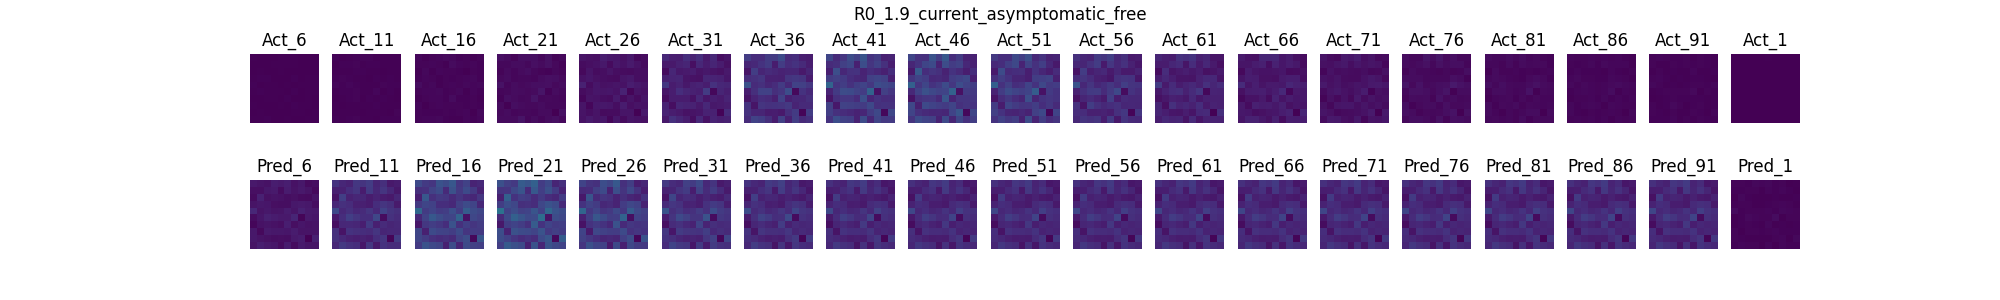 R0_1.9_current_asymptomatic_free
Act_6 Act_11 Act_16 Act_21 Act_26 Act_31 Act_36 Act_41 Act_46 Act_51 Act_56 Act_61 Act_66 Act_71 Act_76 Act_81 Act_86 Act_91 Act_1
Pred_6 Pred_11 Pred_16 Pred_21 Pred_26 Pred_31 Pred_36 Pred_41 Pred_46 Pred_51 Pred_56 Pred_61 Pred_66 Pred_71 Pred_76 Pred_81 Pred_86 Pred_91 Pred_1